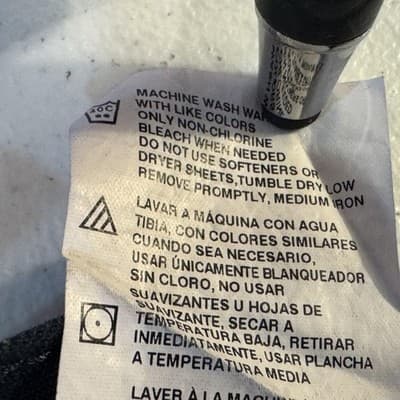 MACHINE WASH WAR
WITH LIKE COLORS
ONLY NON-CHLORINE
BLEACH WHEN NEEDED
DO NOT USE SOFTENERS OR
DRYER SHEETS,TUMBLE DRY LOW
REMOVE PROMPTLY, MEDIUM IRON
LAVAR A MÁQUINA CON AGUA
TIBIA, CON COLORES SIMILARES
CUANDO SEA NECESARIO,
USAR ÚNICAMENTE BLANQUEADOR
SIN CLORO, NO USAR
SUAVIZANTES U HOJAS DE
SUAVIZANTE, SECAR A
TEMPERATURA BAJA, RETIRAR
INMEDIATAMENTE, USAR PLANCHA
A TEMPERATURA MEDIA
LAVER À LA